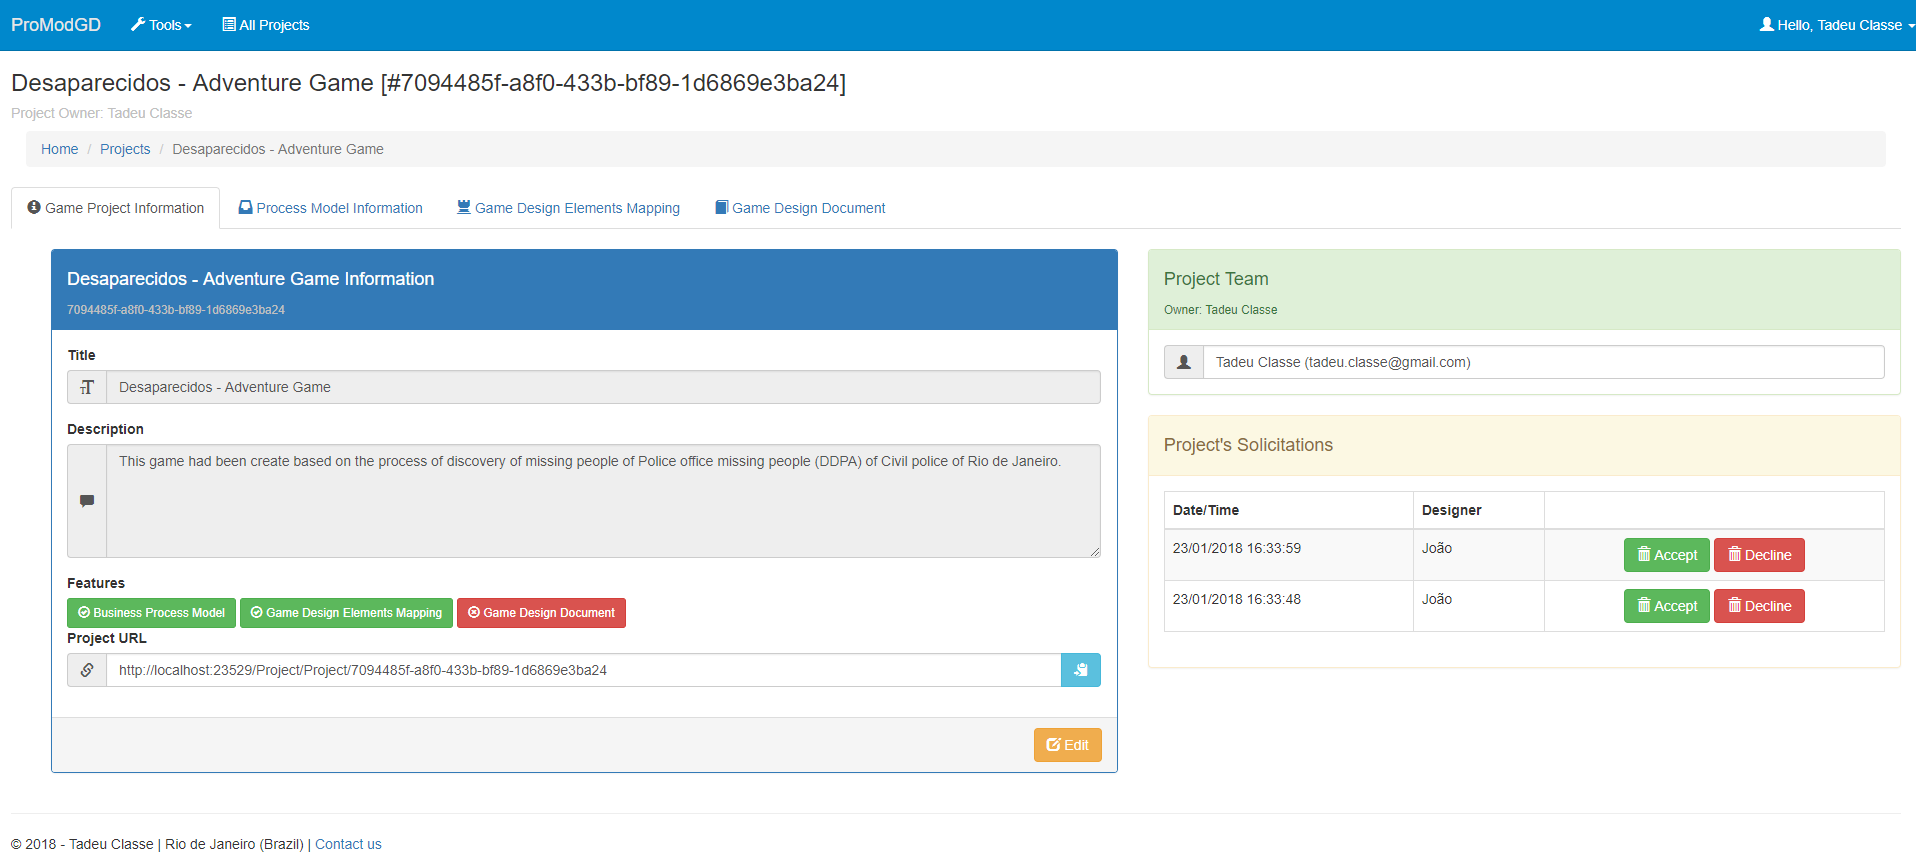 ProModGD Tools All Projects Hello, Tadeu Classe
Desaparecidos - Adventure Game [#7094485f-a8f0-433b-bf89-1d6869e3ba24]
Project Owner: Tadeu Classe
Home / Projects / Desaparecidos - Adventure Game
Game Project Information Process Model Information Game Design Elements Mapping Game Design Document
Desaparecidos - Adventure Game Information
7094485f-a8f0-433b-bf89-1d6869e3ba24
Title
Desaparecidos - Adventure Game
Description
This game had been create based on the process of discovery of missing people of Police office missing people (DDPA) of Civil police of Rio de Janeiro.
Features
Business Process Model Game Design Elements Mapping Game Design Document
Project URL
http://localhost:23529/Project/Project/7094485f-a8f0-433b-bf89-1d6869e3ba24
Edit
Project Team
Owner: Tadeu Classe
Tadeu Classe (tadeu.classe@gmail.com)
Project's Solicitations
Date/Time Designer
23/01/2018 16:33:59 João Accept Decline
23/01/2018 16:33:48 João Accept Decline
© 2018 - Tadeu Classe | Rio de Janeiro (Brazil) | Contact us